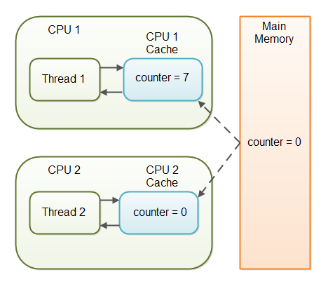 CPU 1
CPU 1
Cache
Thread 1
counter = 7
Main
Memory
counter = 0
CPU 2
CPU 2
Cache
Thread 2
counter = 0